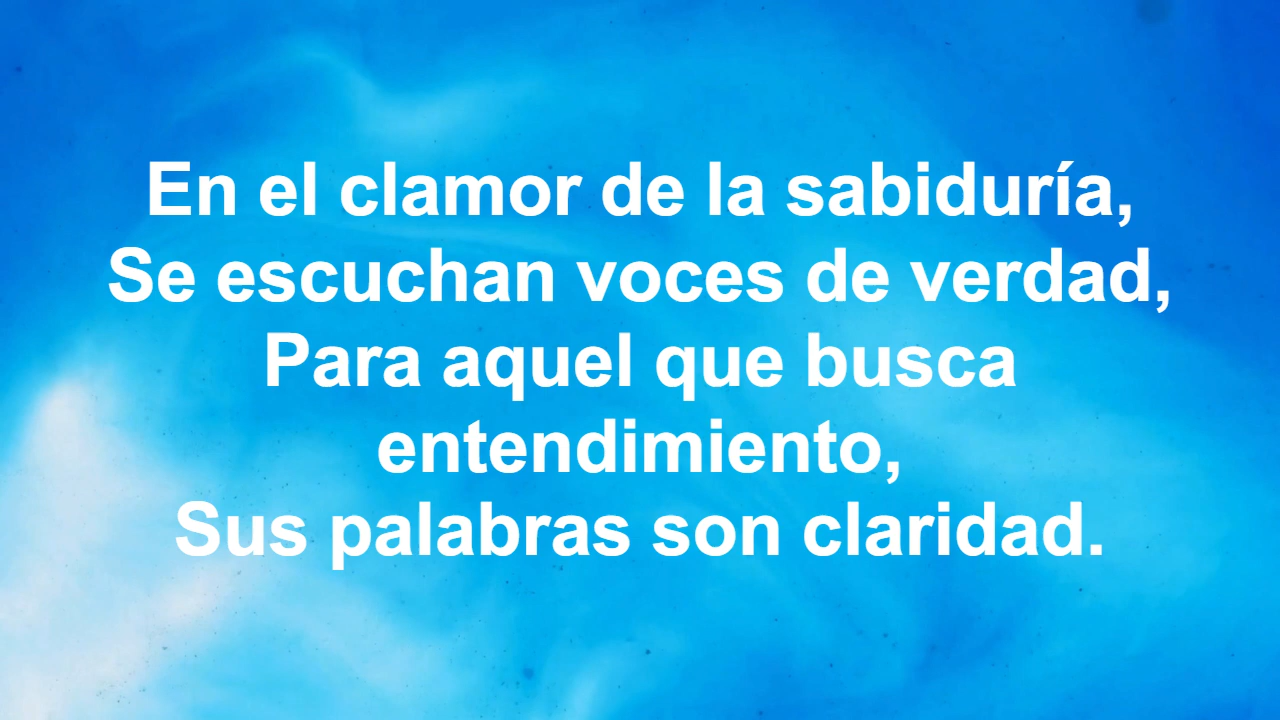 En el clamor de la sabiduría,
Se escuchan voces de verdad,
Para aquel que busca
entendimiento,
Sus palabras son claridad.